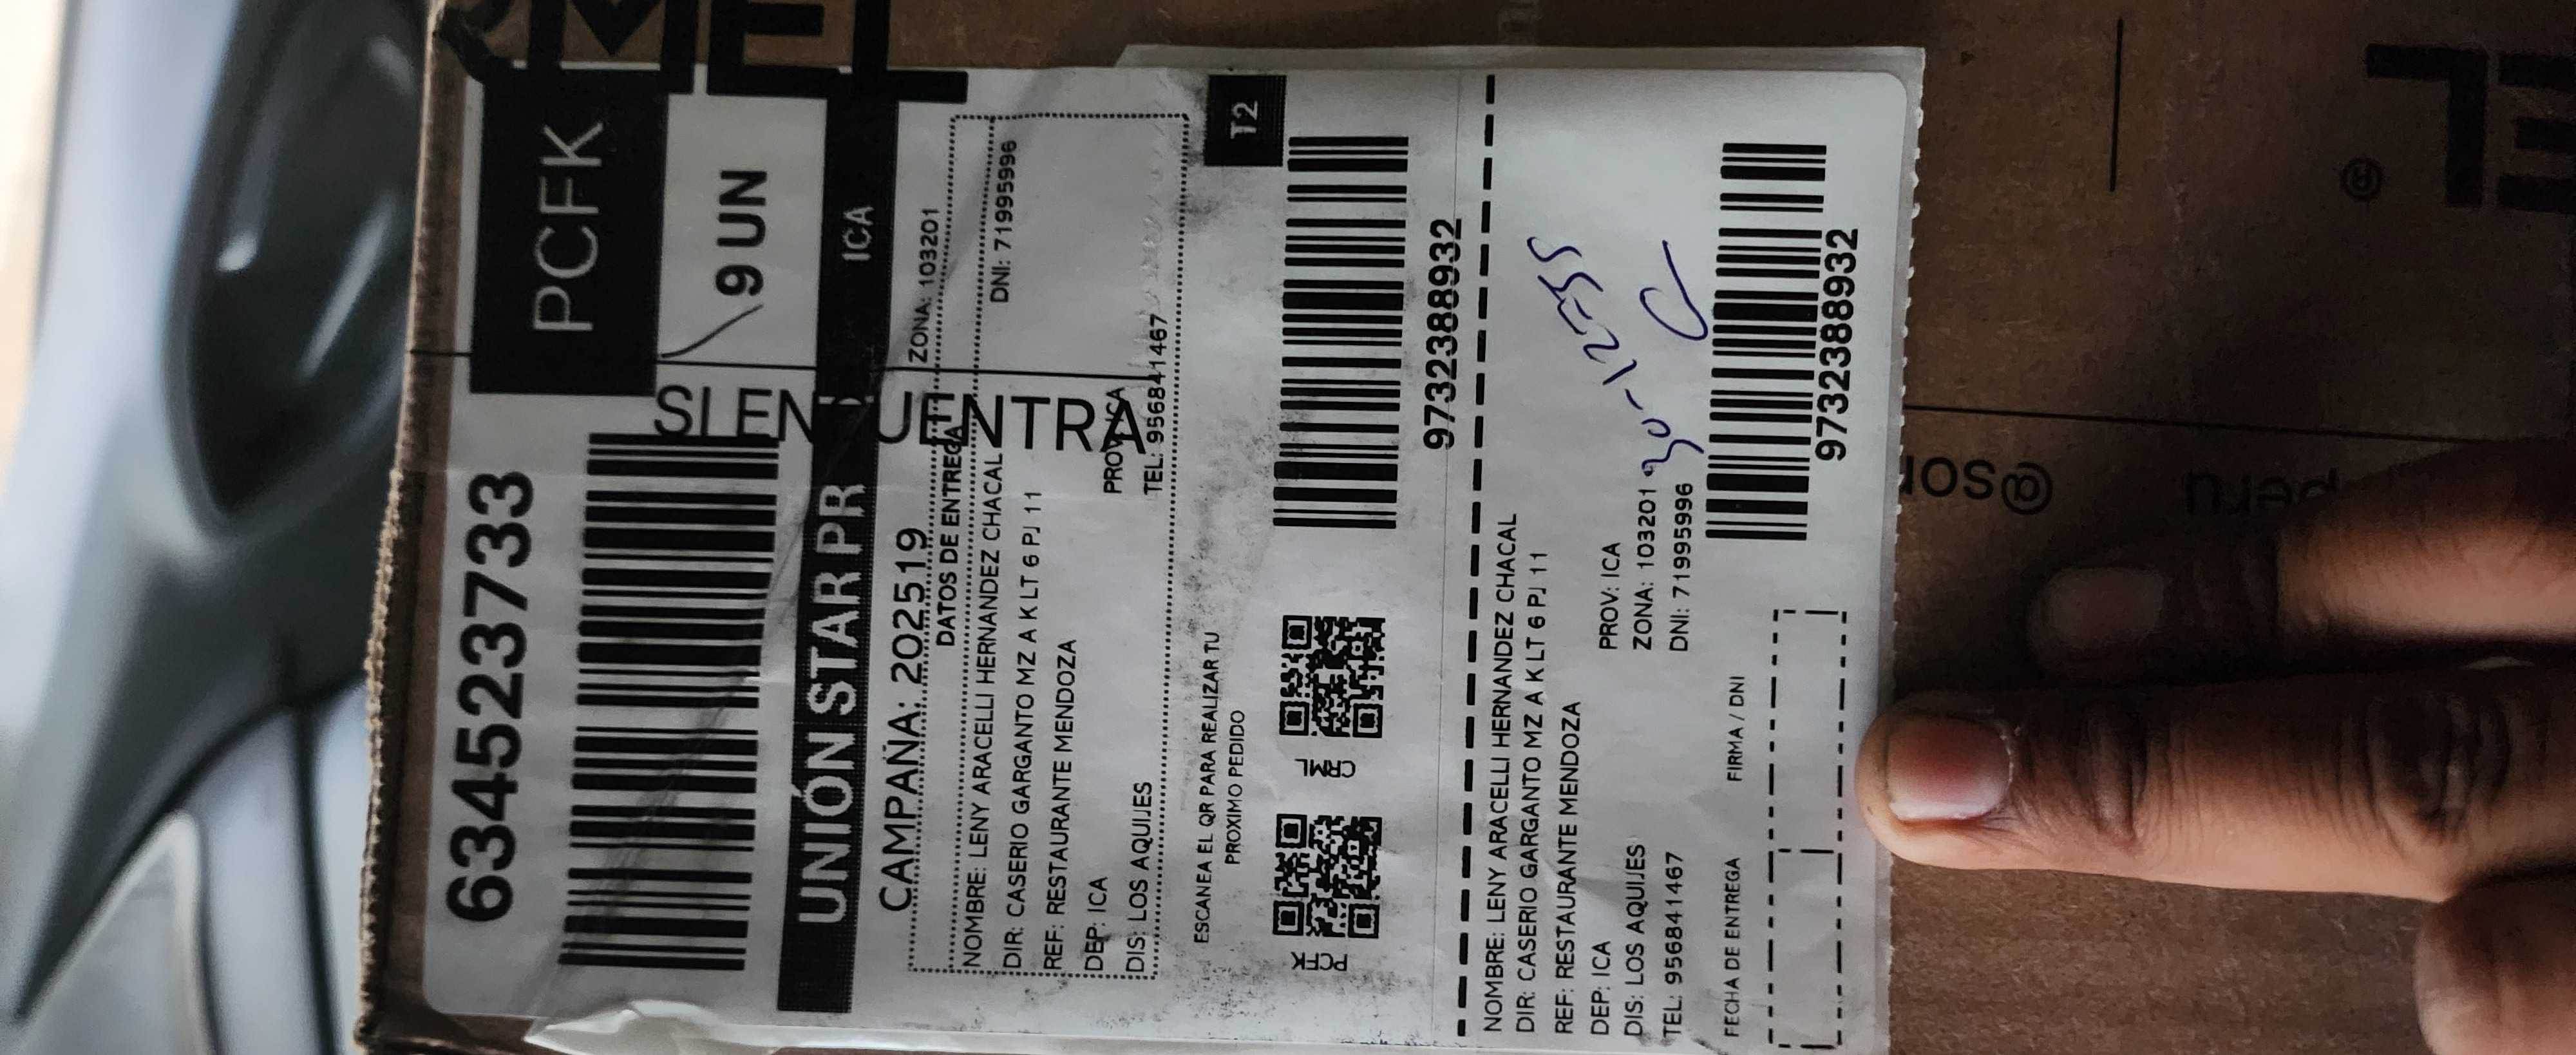 6345237733
PCFK
9 UN
SI ENCUENTRA
UNIÓN STAR PR
ICA
CAMPAÑA: 202519
ZONA: 103201
DATOS DE ENTREGA T1
NOMBRE: LENY ARACELLI HERNANDEZ CHACAL
DNI: 71995996
DIR: CASERIO GARGANTO MZ A K LT 6 PJ 11
REF: RESTAURANTE MENDOZA
DEP: ICA
PROV: ICA
DIS: LOS AQUIJES
TEL: 956841467
T2
ESCANEA EL QR PARA REALIZAR TU
PROXIMO PEDIDO
9732388932
NOMBRE: LENY ARACELLI HERNANDEZ CHACAL
DIR: CASERIO GARGANTO MZ A K LT 6 PJ 11
REF: RESTAURANTE MENDOZA
DEP: ICA
PROV: ICA
DIS: LOS AQUIJES
ZONA: 103201
TEL: 956841467
DNI: 71995996
FECHA DE ENTREGA
FIRMA / DNI
9732388932